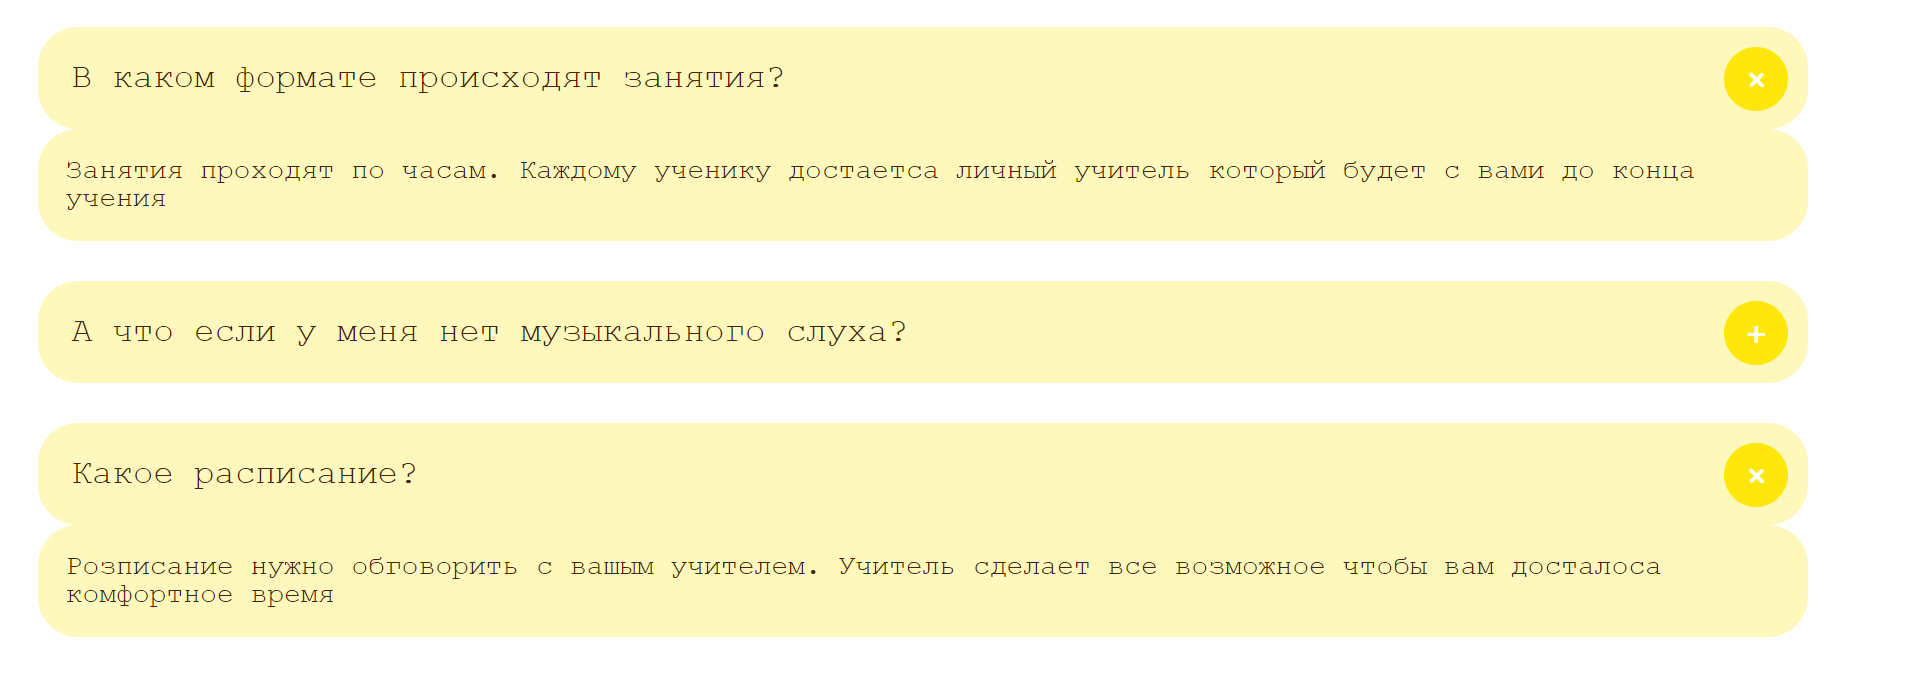 В каком формате происходят занятия?
Занятия проходят по часам. Каждому ученику достаетса личный учитель который будет с вами до конца
учения
А что если у меня нет музыкального слуха?
Какое расписание?
Розписание нужно обговорить с вашым учителем. Учитель сделает все возможное чтобы вам досталоса
комфортное время